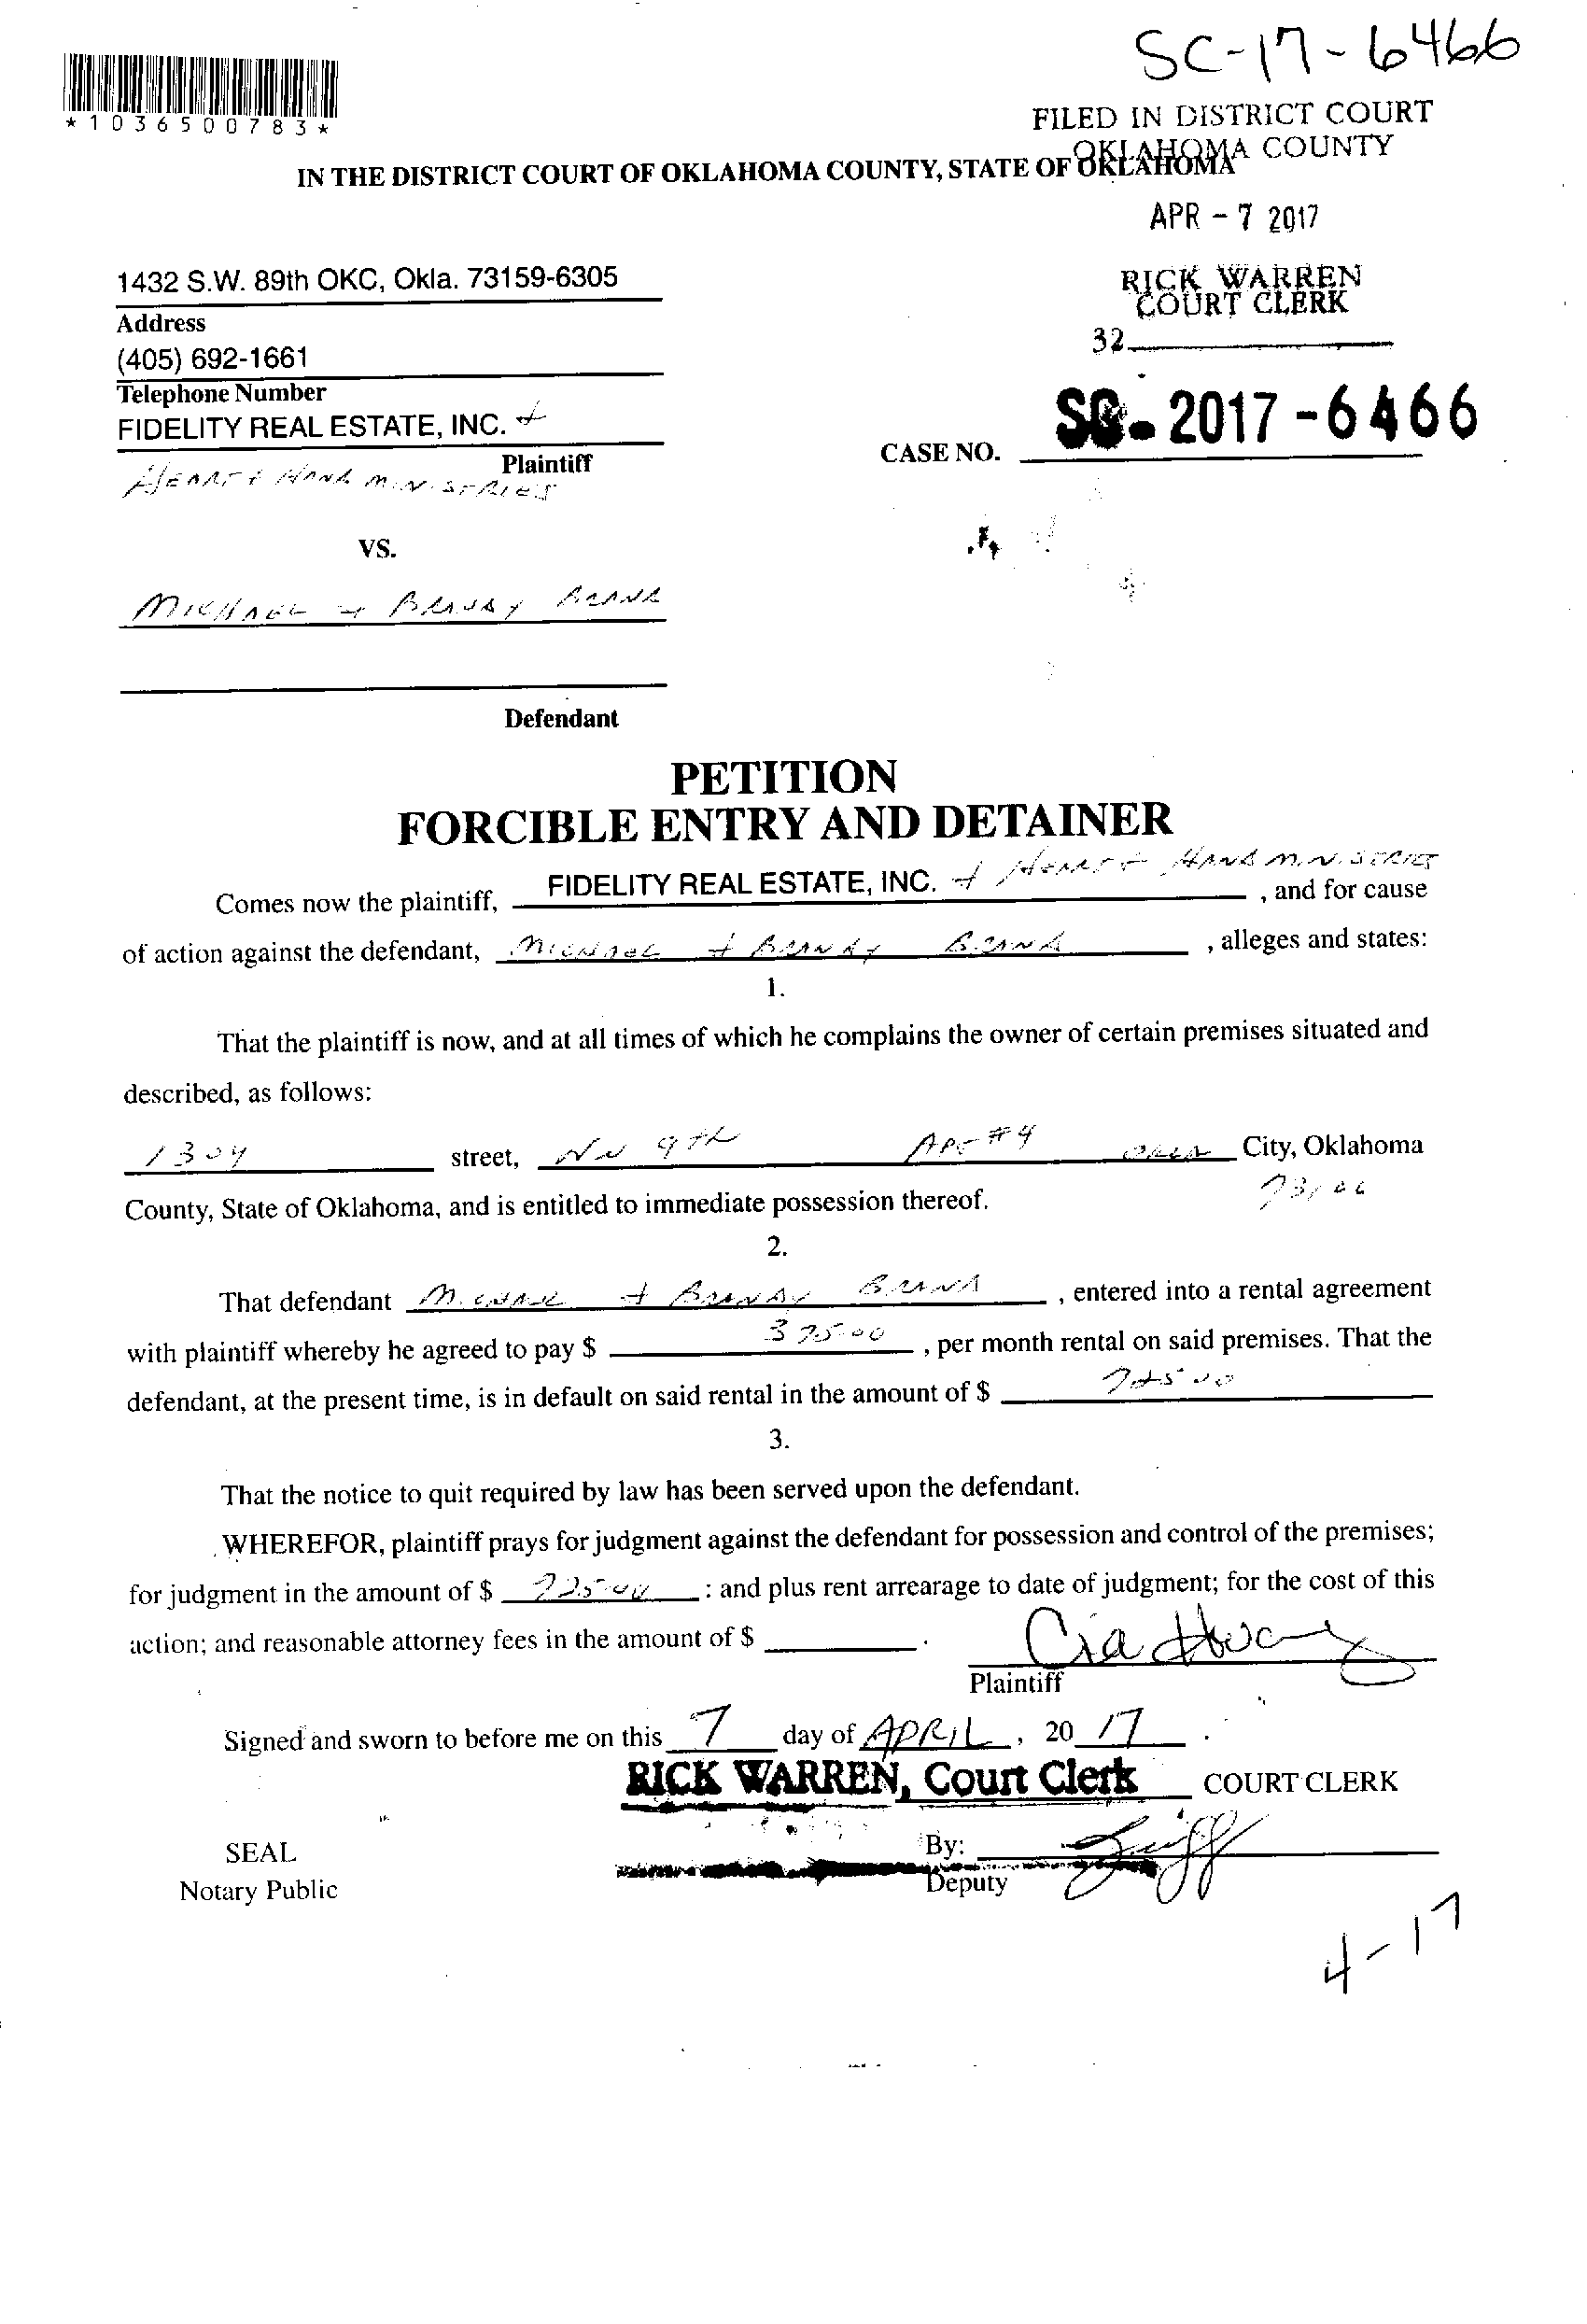 SC-17-6466
*1036500783*
FILED IN DISTRICT COURT
OKLAHOMA COUNTY
IN THE DISTRICT COURT OF OKLAHOMA COUNTY, STATE OF OKLAHOMA
APR - 7 2017
1432 S.W. 89th OKC, Okla. 73159-6305
RICK WARREN
COURT CLERK
Address
32
(405) 692-1661
Telephone Number
FIDELITY REAL ESTATE, INC. +
CASE NO. SC-2017-6466
Plaintiff
HEART & HAND MINISTRIES
VS.
MICHAEL + BRANDY BRAND
Defendant
PETITION
FORCIBLE ENTRY AND DETAINER
Comes now the plaintiff, FIDELITY REAL ESTATE, INC. + HEART & HAND MINISTRIES, and for cause
of action against the defendant, MICHAEL + BRANDY BRAND, alleges and states:
1.
That the plaintiff is now, and at all times of which he complains the owner of certain premises situated and
described, as follows:
1304 street, NW 9th APT #4 City, Oklahoma
73106
County, State of Oklahoma, and is entitled to immediate possession thereof.
2.
That defendant MICHAEL + BRANDY BRAND, entered into a rental agreement
with plaintiff whereby he agreed to pay $ 375.00, per month rental on said premises. That the
defendant, at the present time, is in default on said rental in the amount of $ 725.00
3.
That the notice to quit required by law has been served upon the defendant.
WHEREFOR, plaintiff prays for judgment against the defendant for possession and control of the premises;
for judgment in the amount of $ 725.00 : and plus rent arrearage to date of judgment; for the cost of this
action; and reasonable attorney fees in the amount of $ .
Plaintiff
Signed and sworn to before me on this 7 day of APRIL, 20 17.
RICK WARREN, Court Clerk COURT CLERK
SEAL
By:
Notary Public
Deputy
4-17